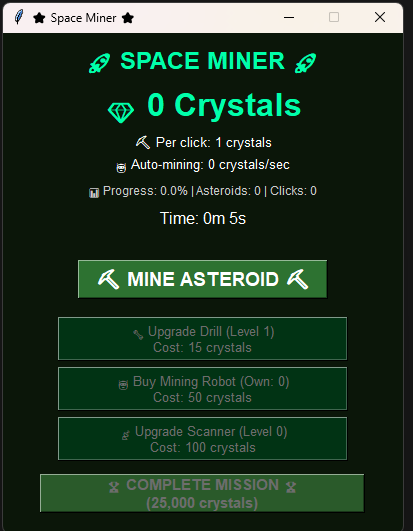 ★ Space Miner ★
🚀 SPACE MINER 🚀
💎 0 Crystals
⛏ Per click: 1 crystals
🤖 Auto-mining: 0 crystals/sec
📊 Progress: 0.0% | Asteroids: 0 | Clicks: 0
Time: 0m 5s
⛏ MINE ASTEROID ⛏
🔧 Upgrade Drill (Level 1)
Cost: 15 crystals
🤖 Buy Mining Robot (Own: 0)
Cost: 50 crystals
🔬 Upgrade Scanner (Level 0)
Cost: 100 crystals
🏆 COMPLETE MISSION 🏆
(25,000 crystals)